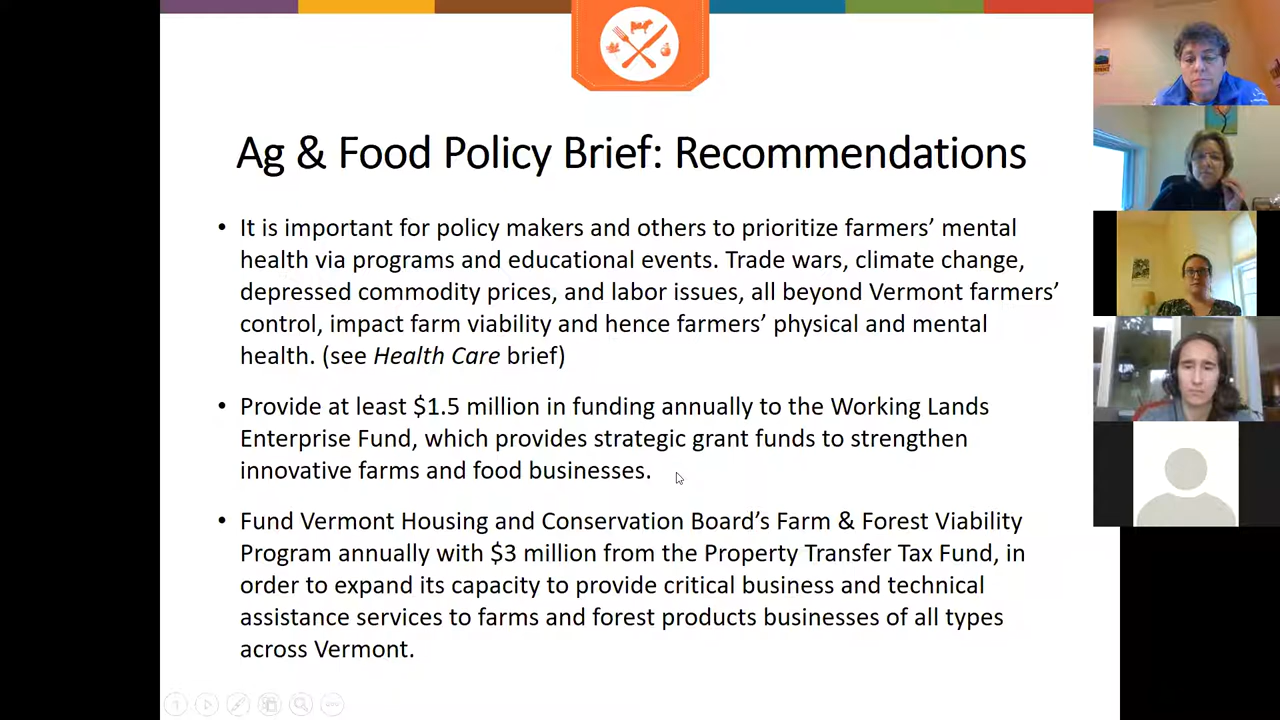 Ag & Food Policy Brief: Recommendations
• It is important for policy makers and others to prioritize farmers’ mental
health via programs and educational events. Trade wars, climate change,
depressed commodity prices, and labor issues, all beyond Vermont farmers’
control, impact farm viability and hence farmers’ physical and mental
health. (see Health Care brief)
• Provide at least $1.5 million in funding annually to the Working Lands
Enterprise Fund, which provides strategic grant funds to strengthen
innovative farms and food businesses.
• Fund Vermont Housing and Conservation Board’s Farm & Forest Viability
Program annually with $3 million from the Property Transfer Tax Fund, in
order to expand its capacity to provide critical business and technical
assistance services to farms and forest products businesses of all types
across Vermont.